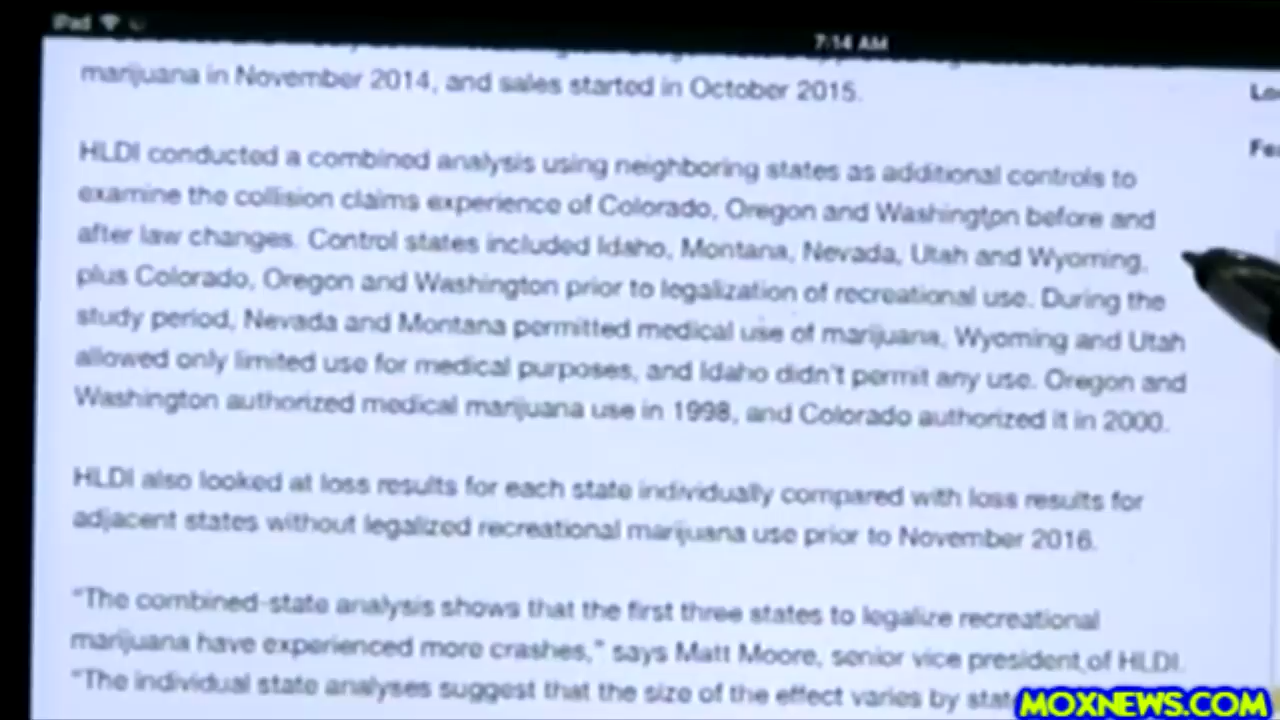 iPad
7:14 AM
marijuana in November 2014, and sales started in October 2015.
HLDI conducted a combined analysis using neighboring states as additional controls to
examine the collision claims experience of Colorado, Oregon and Washington before and
after law changes. Control states included Idaho, Montana, Nevada, Utah and Wyoming,
plus Colorado, Oregon and Washington prior to legalization of recreational use. During the
study period, Nevada and Montana permitted medical use of marijuana, Wyoming and Utah
allowed only limited use for medical purposes, and Idaho didn't permit any use. Oregon and
Washington authorized medical marijuana use in 1998, and Colorado authorized it in 2000.
HLDI also looked at loss results for each state individually compared with loss results for
adjacent states without legalized recreational marijuana use prior to November 2016.
"The combined-state analysis shows that the first three states to legalize recreational
marijuana have experienced more crashes," says Matt Moore, senior vice president of HLDI.
"The individual state analyses suggest that the size of the effect varies by
MOXNEWS.COM